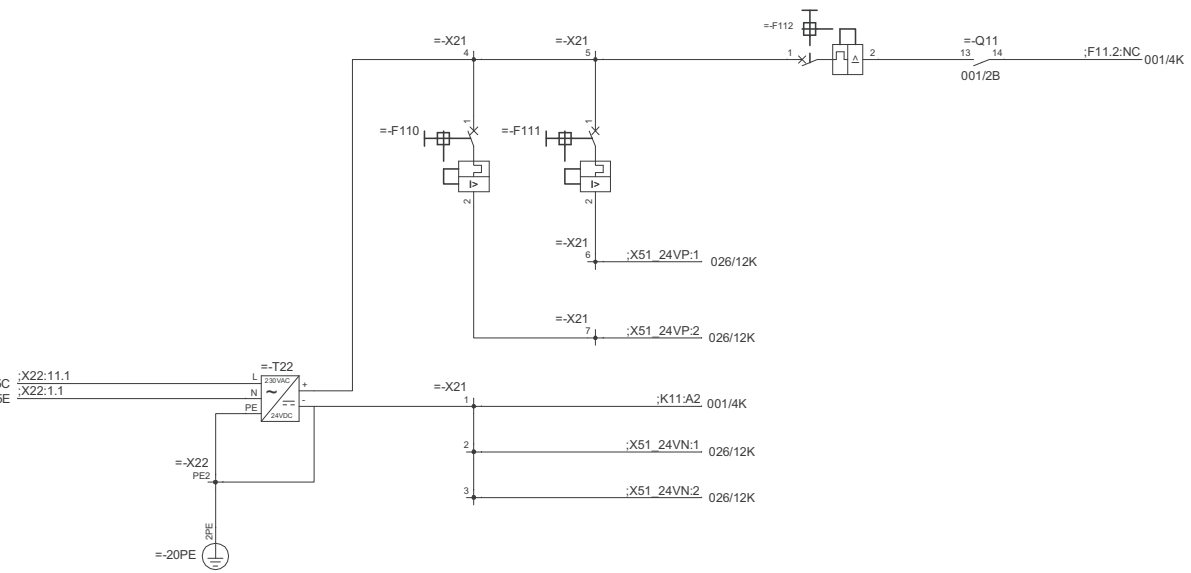 =-F112
=-X21
=-X21
=-Q11
4
5
1
2
13
14
;F11.2:NC
001/4K
001/2B
=-F110
1
=-F111
1
I>
I>
2
2
=-X21
6
;X51_24VP:1
026/12K
=-X21
7
;X51_24VP:2
026/12K
=-T22
;X22:11.1
L
230VAC
+
;X22:1.1
N
~
-
PE
24VDC
=-X21
1
;K11:A2
001/4K
2
;X51_24VN:1
026/12K
=-X22
PE2
3
;X51_24VN:2
026/12K
2PE
=-20PE